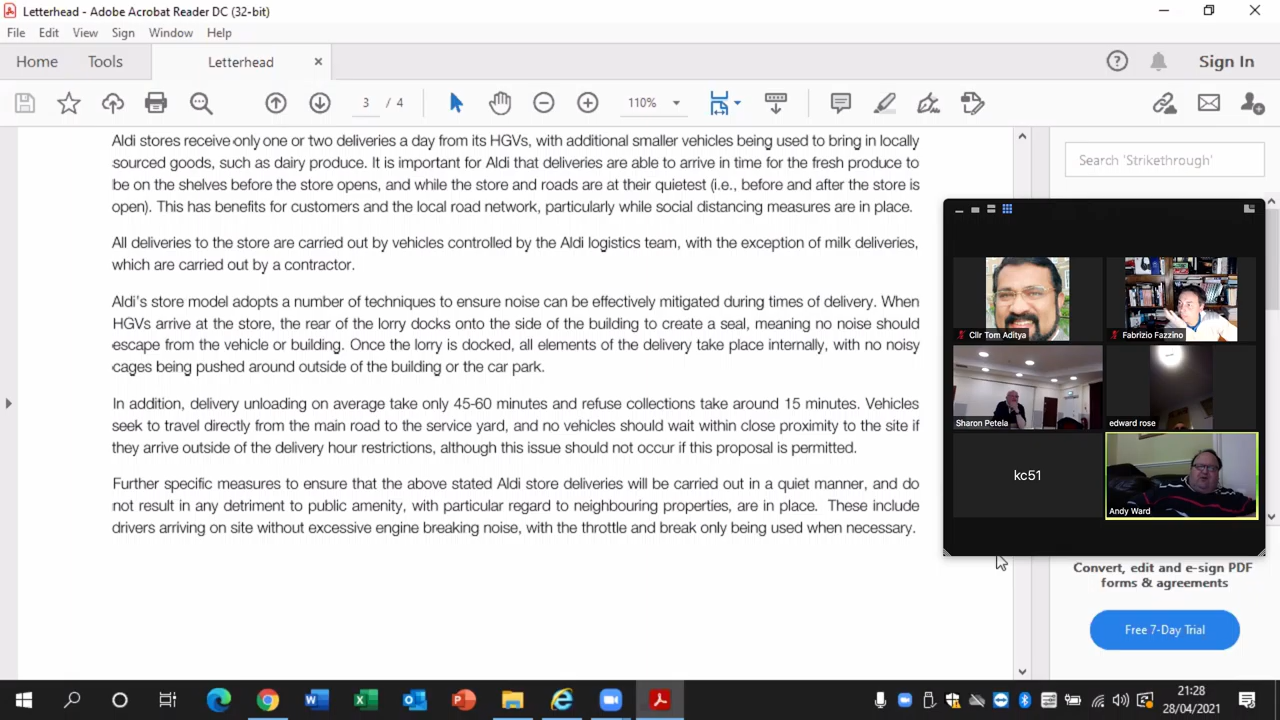 Letterhead - Adobe Acrobat Reader DC (32-bit)
File Edit View Sign Window Help
Home Tools Letterhead × Sign In
3 / 4 110%
Aldi stores receive only one or two deliveries a day from its HGVs, with additional smaller vehicles being used to bring in locally
sourced goods, such as dairy produce. It is important for Aldi that deliveries are able to arrive in time for the fresh produce to
be on the shelves before the store opens, and while the store and roads are at their quietest (i.e., before and after the store is
open). This has benefits for customers and the local road network, particularly while social distancing measures are in place.
All deliveries to the store are carried out by vehicles controlled by the Aldi logistics team, with the exception of milk deliveries,
which are carried out by a contractor.
Aldi's store model adopts a number of techniques to ensure noise can be effectively mitigated during times of delivery. When
HGVs arrive at the store, the rear of the lorry docks onto the side of the building to create a seal, meaning no noise should
escape from the vehicle or building. Once the lorry is docked, all elements of the delivery take place internally, with no noisy
cages being pushed around outside of the building or the car park.
In addition, delivery unloading on average take only 45-60 minutes and refuse collections take around 15 minutes. Vehicles
seek to travel directly from the main road to the service yard, and no vehicles should wait within close proximity to the site if
they arrive outside of the delivery hour restrictions, although this issue should not occur if this proposal is permitted.
Further specific measures to ensure that the above stated Aldi store deliveries will be carried out in a quiet manner, and do
not result in any detriment to public amenity, with particular regard to neighbouring properties, are in place. These include
drivers arriving on site without excessive engine breaking noise, with the throttle and break only being used when necessary.
Search 'Strikethrough'
Cllr Tom Aditya
Fabrizio Fazzino
Sharon Petela
edward rose
kc51
Andy Ward
Convert, edit and e-sign PDF
forms & agreements
Free 7-Day Trial
21:28
28/04/2021